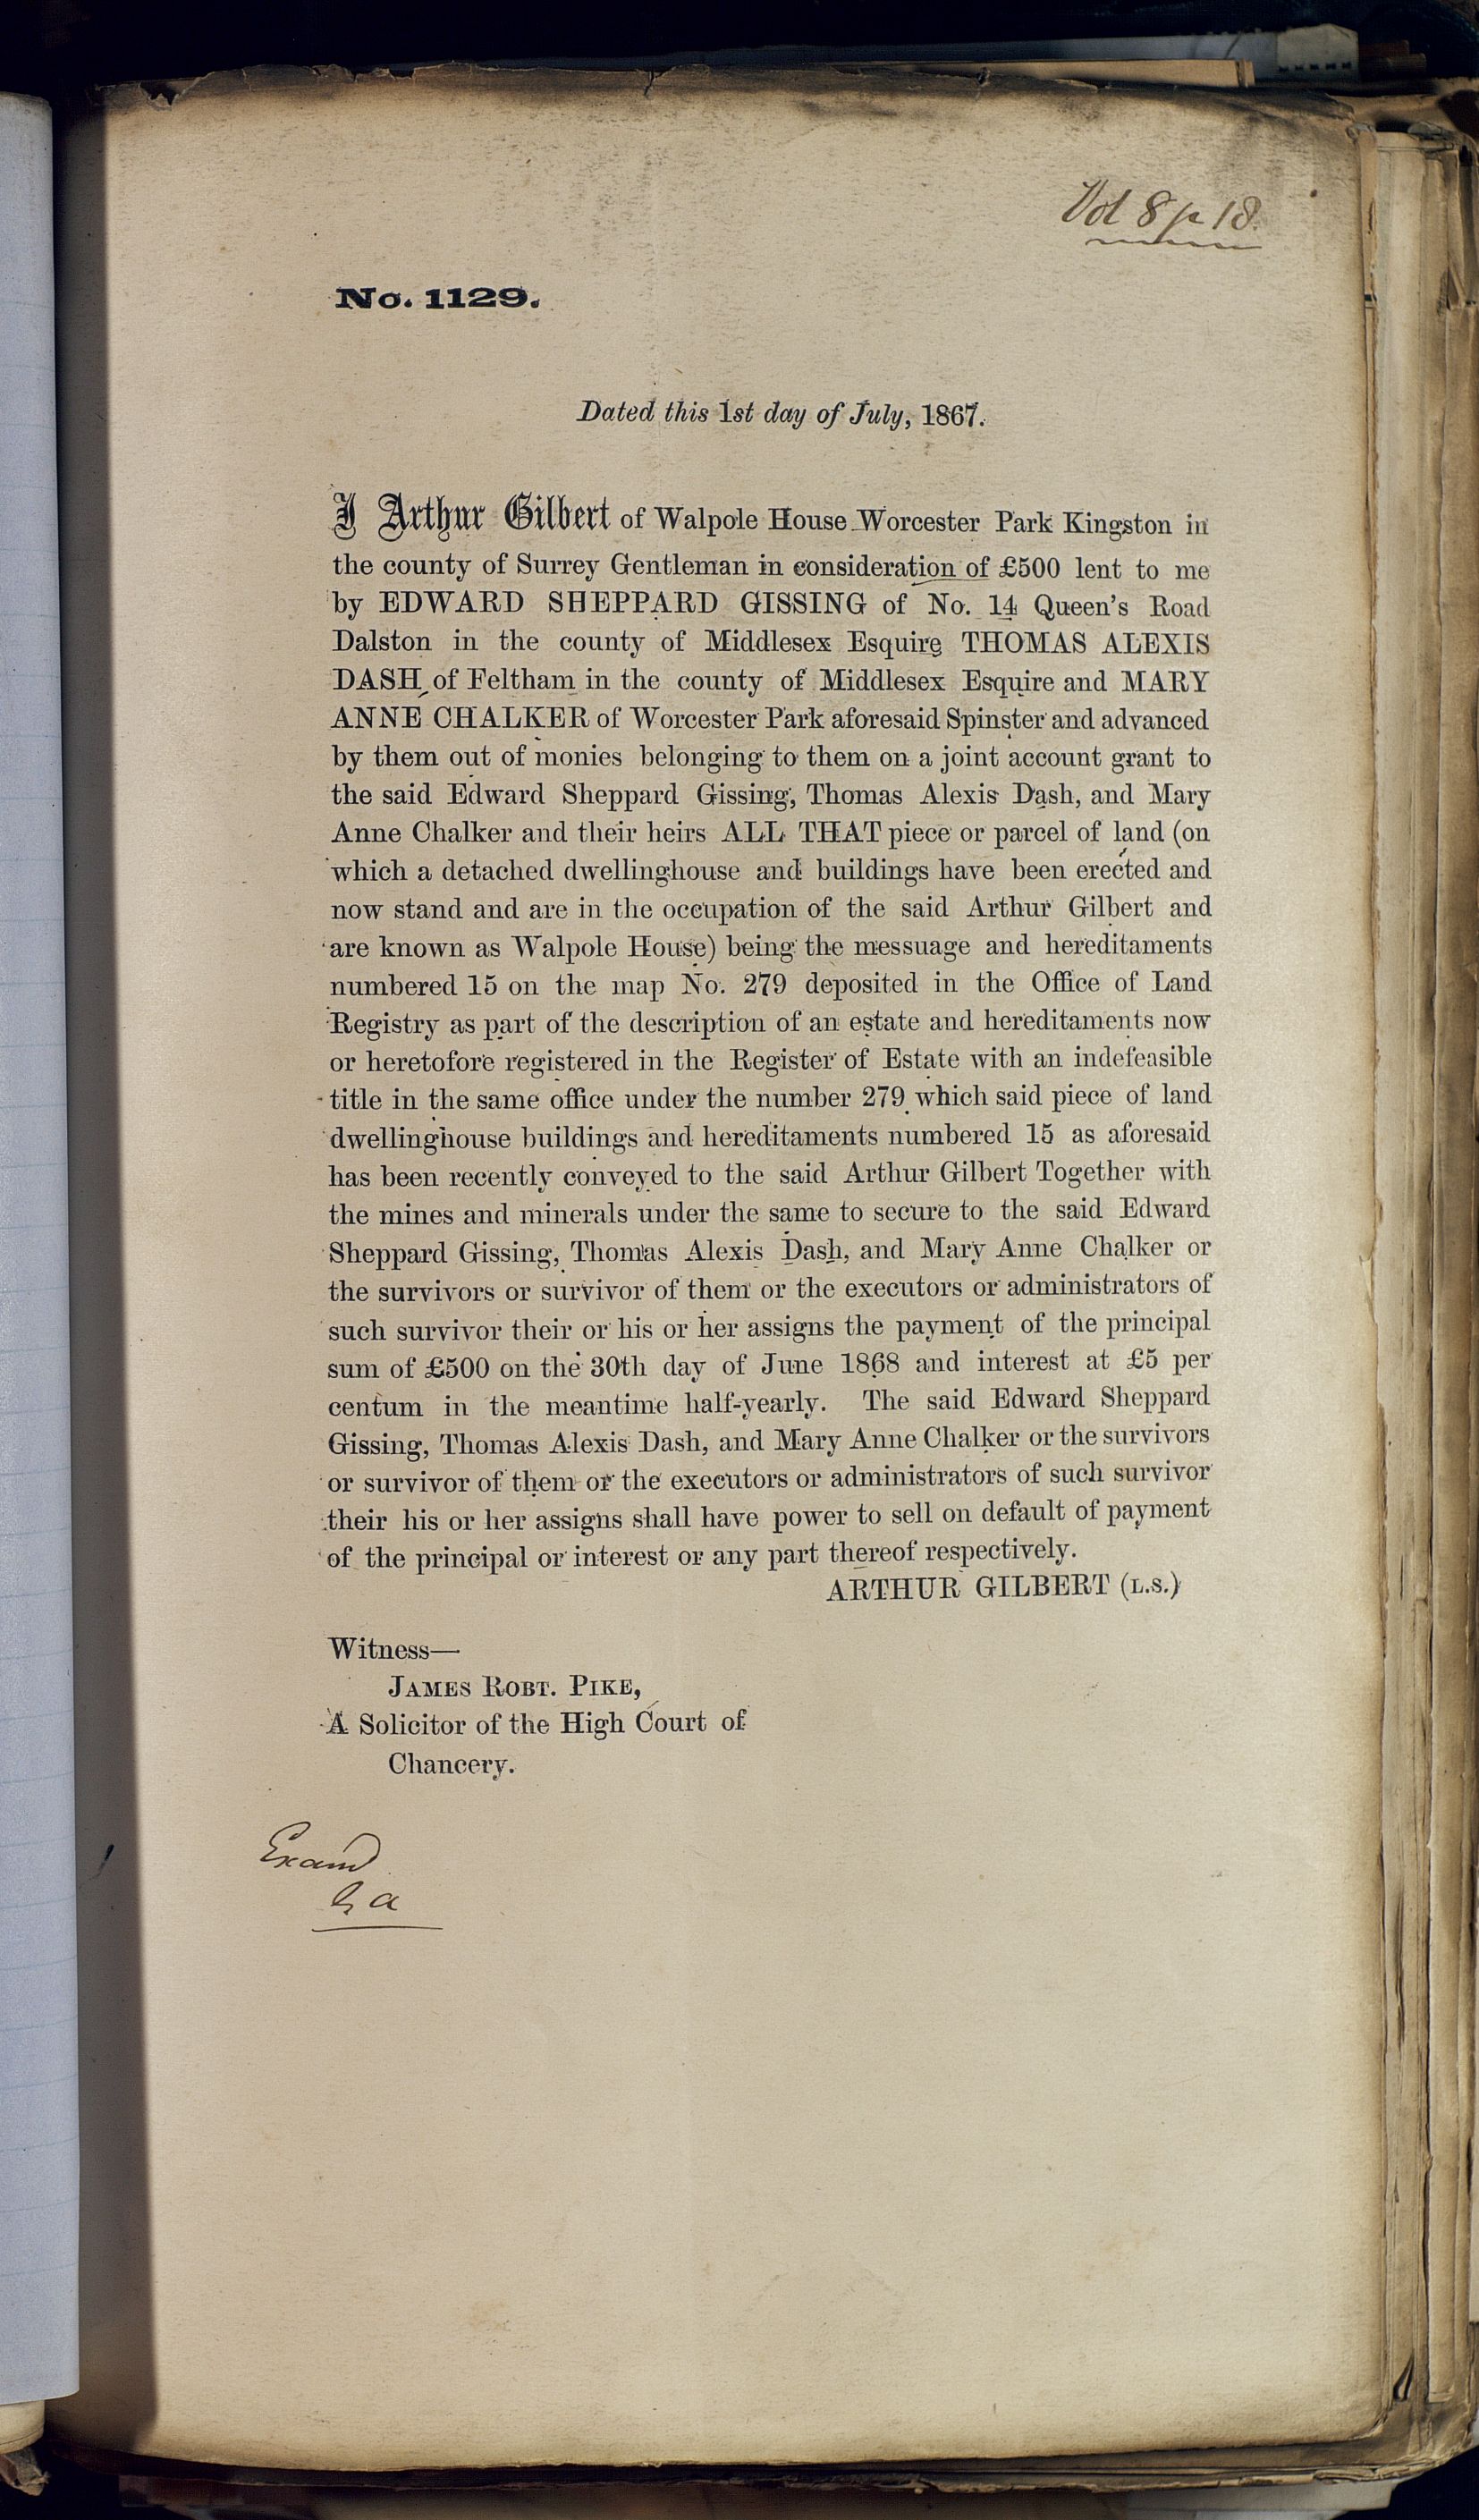 Vol 8 p 18.
No. 1129.
Dated this 1st day of July, 1867.
I Arthur Gilbert of Walpole House Worcester Park Kingston in
the county of Surrey Gentleman in consideration of £500 lent to me
by EDWARD SHEPPARD GISSING of No. 14 Queen's Road
Dalston in the county of Middlesex Esquire THOMAS ALEXIS
DASH of Feltham in the county of Middlesex Esquire and MARY
ANNE CHALKER of Worcester Park aforesaid Spinster and advanced
by them out of monies belonging to them on a joint account grant to
the said Edward Sheppard Gissing, Thomas Alexis Dash, and Mary
Anne Chalker and their heirs ALL THAT piece or parcel of land (on
which a detached dwellinghouse and buildings have been erected and
now stand and are in the occupation of the said Arthur Gilbert and
are known as Walpole House) being the messuage and hereditaments
numbered 15 on the map No. 279 deposited in the Office of Land
Registry as part of the description of an estate and hereditaments now
or heretofore registered in the Register of Estate with an indefeasible
title in the same office under the number 279 which said piece of land
dwellinghouse buildings and hereditaments numbered 15 as aforesaid
has been recently conveyed to the said Arthur Gilbert Together with
the mines and minerals under the same to secure to the said Edward
Sheppard Gissing, Thomas Alexis Dash, and Mary Anne Chalker or
the survivors or survivor of them or the executors or administrators of
such survivor their or his or her assigns the payment of the principal
sum of £500 on the 30th day of June 1868 and interest at £5 per
centum in the meantime half-yearly. The said Edward Sheppard
Gissing, Thomas Alexis Dash, and Mary Anne Chalker or the survivors
or survivor of them or the executors or administrators of such survivor
their his or her assigns shall have power to sell on default of payment
of the principal or interest or any part thereof respectively.
ARTHUR GILBERT (L.S.)
Witness—
JAMES ROBT. PIKE,
A Solicitor of the High Court of
Chancery.
Examd